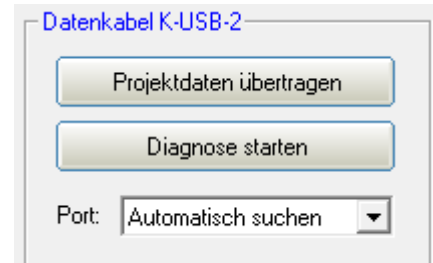 Datenkabel K-USB-2
Projektdaten übertragen
Diagnose starten
Port: Automatisch suchen